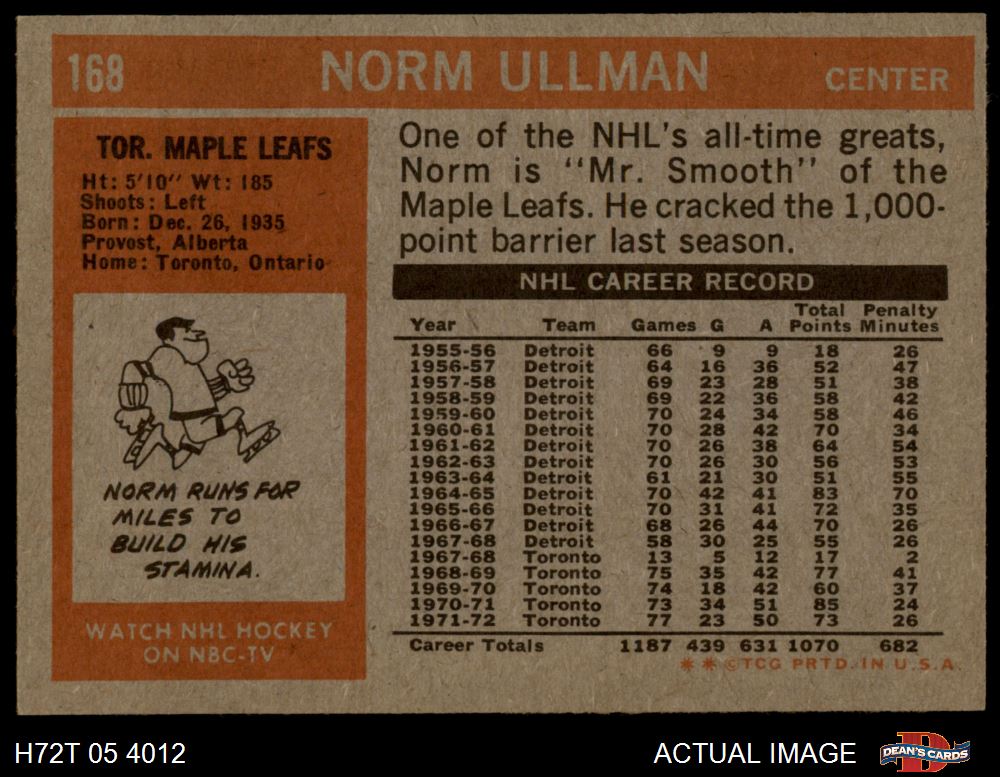 168 NORM ULLMAN CENTER
TOR. MAPLE LEAFS
Ht: 5'10" Wt: 185
Shoots: Left
Born: Dec. 26, 1935
Provost, Alberta
Home: Toronto, Ontario
NORM RUNS FOR
MILES TO
BUILD HIS
STAMINA.
WATCH NHL HOCKEY
ON NBC-TV
One of the NHL's all-time greats,
Norm is "Mr. Smooth" of the
Maple Leafs. He cracked the 1,000-
point barrier last season.
NHL CAREER RECORD
Total Penalty
Year Team Games G A Points Minutes
1955-56 Detroit 66 9 9 18 26
1956-57 Detroit 64 16 36 52 47
1957-58 Detroit 69 23 28 51 38
1958-59 Detroit 69 22 36 58 42
1959-60 Detroit 70 24 34 58 46
1960-61 Detroit 70 28 42 70 34
1961-62 Detroit 70 26 38 64 54
1962-63 Detroit 70 26 30 56 53
1963-64 Detroit 61 21 30 51 55
1964-65 Detroit 70 42 41 83 70
1965-66 Detroit 70 31 41 72 35
1966-67 Detroit 68 26 44 70 26
1967-68 Detroit 58 30 25 55 26
1967-68 Toronto 13 5 12 17 2
1968-69 Toronto 75 35 42 77 41
1969-70 Toronto 74 18 42 60 37
1970-71 Toronto 73 34 51 85 24
1971-72 Toronto 77 23 50 73 26
Career Totals 1187 439 631 1070 682
* * ©TCG PRTD. IN U.S.A.
H72T 05 4012 ACTUAL IMAGE D DEAN'S CARDS